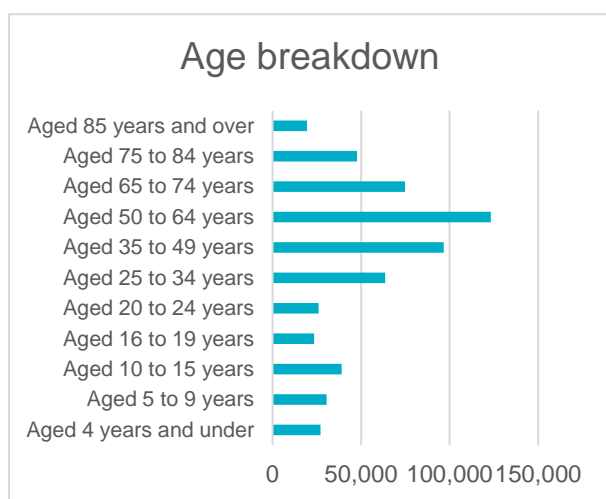 Age breakdown
Aged 85 years and over
Aged 75 to 84 years
Aged 65 to 74 years
Aged 50 to 64 years
Aged 35 to 49 years
Aged 25 to 34 years
Aged 20 to 24 years
Aged 16 to 19 years
Aged 10 to 15 years
Aged 5 to 9 years
Aged 4 years and under
0 50,000 100,000 150,000